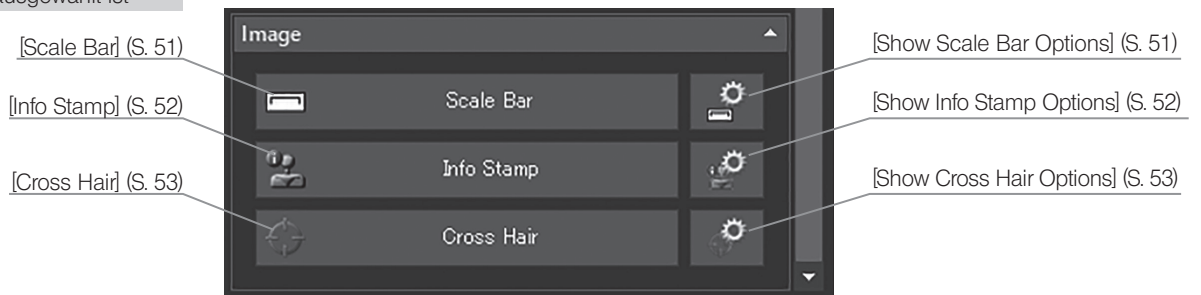 ausgewählt ist
Image
[Scale Bar] (S. 51)
Scale Bar
[Show Scale Bar Options] (S. 51)
[Info Stamp] (S. 52)
Info Stamp
[Show Info Stamp Options] (S. 52)
[Cross Hair] (S. 53)
Cross Hair
[Show Cross Hair Options] (S. 53)